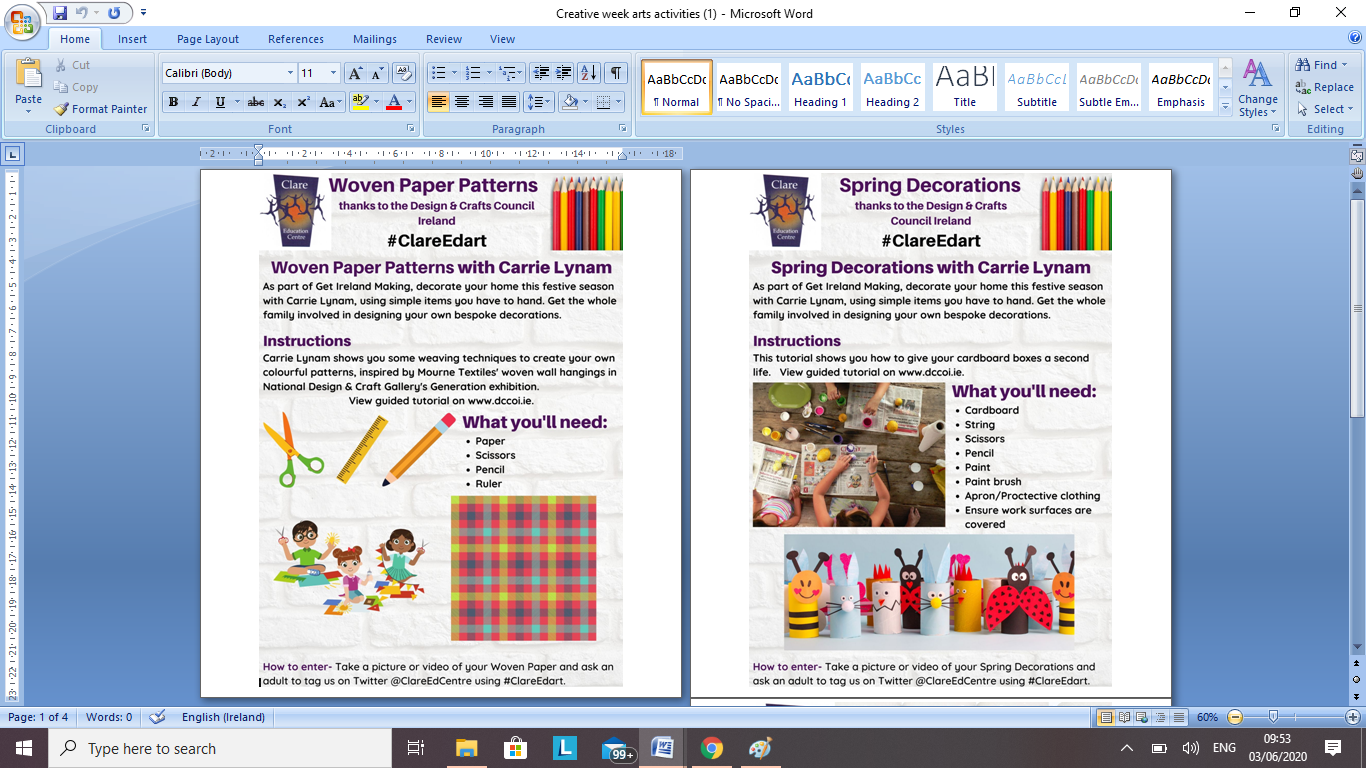 Creative week arts activities (1) - Microsoft Word
Home Insert Page Layout References Mailings Review View
Paste
Cut
Copy
Format Painter
Clipboard
Calibri (Body) 11
Font
Paragraph
AaBbCcDc AaBbCcDc AaBbCc AaBbCc AaBl AaBbCcL AaBbCcDc AaBbCcDc
¶ Normal ¶ No Spaci... Heading 1 Heading 2 Title Subtitle Subtle Em... Emphasis
Change Styles
Styles
Find
Replace
Select
Editing
Clare
Education
Centre
Woven Paper Patterns
thanks to the Design & Crafts Council
Ireland
#ClareEdart
Woven Paper Patterns with Carrie Lynam
As part of Get Ireland Making, decorate your home this festive season
with Carrie Lynam, using simple items you have to hand. Get the whole
family involved in designing your own bespoke decorations.
Instructions
Carrie Lynam shows you some weaving techniques to create your own
colourful patterns, inspired by Mourne Textiles' woven wall hangings in
National Design & Craft Gallery's Generation exhibition.
View guided tutorial on www.dccoi.ie.
What you'll need:
• Paper
• Scissors
• Pencil
• Ruler
How to enter- Take a picture or video of your Woven Paper and ask an
adult to tag us on Twitter @ClareEdCentre using #ClareEdart.
Clare
Education
Centre
Spring Decorations
thanks to the Design & Crafts
Council Ireland
#ClareEdart
Spring Decorations with Carrie Lynam
As part of Get Ireland Making, decorate your home this festive season
with Carrie Lynam, using simple items you have to hand. Get the whole
family involved in designing your own bespoke decorations.
Instructions
This tutorial shows you how to give your cardboard boxes a second
life. View guided tutorial on www.dccoi.ie.
What you'll need:
• Cardboard
• String
• Scissors
• Pencil
• Paint
• Paint brush
• Apron/Proctective clothing
• Ensure work surfaces are
covered
How to enter- Take a picture or video of your Spring Decorations and
ask an adult to tag us on Twitter @ClareEdCentre using #ClareEdart.
Page: 1 of 4 Words: 0 English (Ireland) 60%
Type here to search
99+
ENG
09:53
03/06/2020